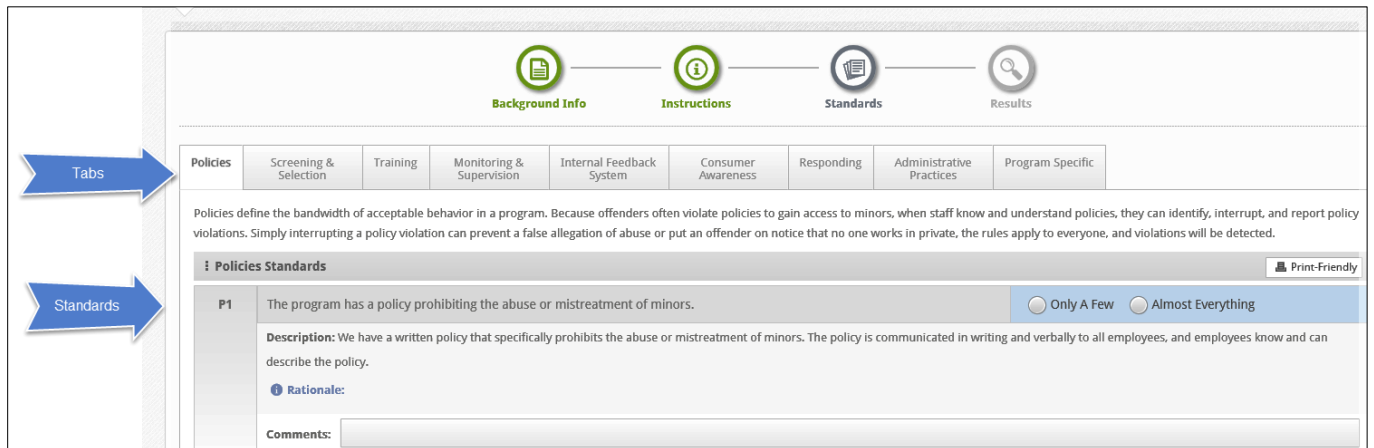 Background Info
Instructions
Standards
Results
Tabs
Policies
Screening &
Selection
Training
Monitoring &
Supervision
Internal Feedback
System
Consumer
Awareness
Responding
Administrative
Practices
Program Specific
Policies define the bandwidth of acceptable behavior in a program. Because offenders often violate policies to gain access to minors, when staff know and understand policies, they can identify, interrupt, and report policy
violations. Simply interrupting a policy violation can prevent a false allegation of abuse or put an offender on notice that no one works in private, the rules apply to everyone, and violations will be detected.
Policies Standards
Print-Friendly
Standards
P1
The program has a policy prohibiting the abuse or mistreatment of minors.
Only A Few
Almost Everything
Description: We have a written policy that specifically prohibits the abuse or mistreatment of minors. The policy is communicated in writing and verbally to all employees, and employees know and can
describe the policy.
Rationale:
Comments: